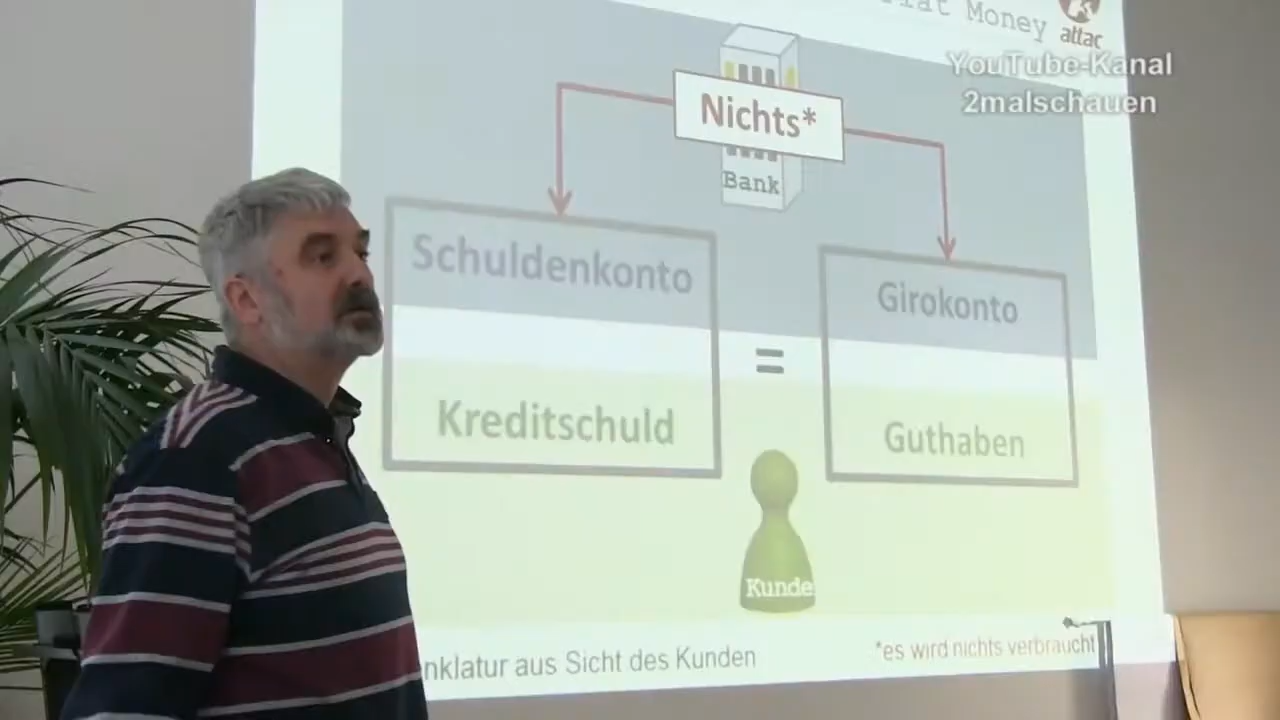 Fiat Money
attac
YouTube-Kanal
2malschauen
Nichts*
Bank
Schuldenkonto
Girokonto
=
Kreditschuld
Guthaben
Kunde
nklatur aus Sicht des Kunden
*es wird nichts verbraucht